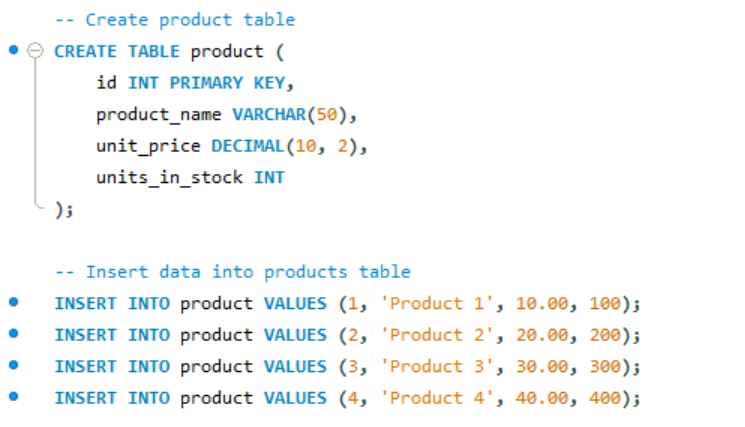 -- Create product table
CREATE TABLE product (
id INT PRIMARY KEY,
product_name VARCHAR(50),
unit_price DECIMAL(10, 2),
units_in_stock INT
);
-- Insert data into products table
INSERT INTO product VALUES (1, 'Product 1', 10.00, 100);
INSERT INTO product VALUES (2, 'Product 2', 20.00, 200);
INSERT INTO product VALUES (3, 'Product 3', 30.00, 300);
INSERT INTO product VALUES (4, 'Product 4', 40.00, 400);